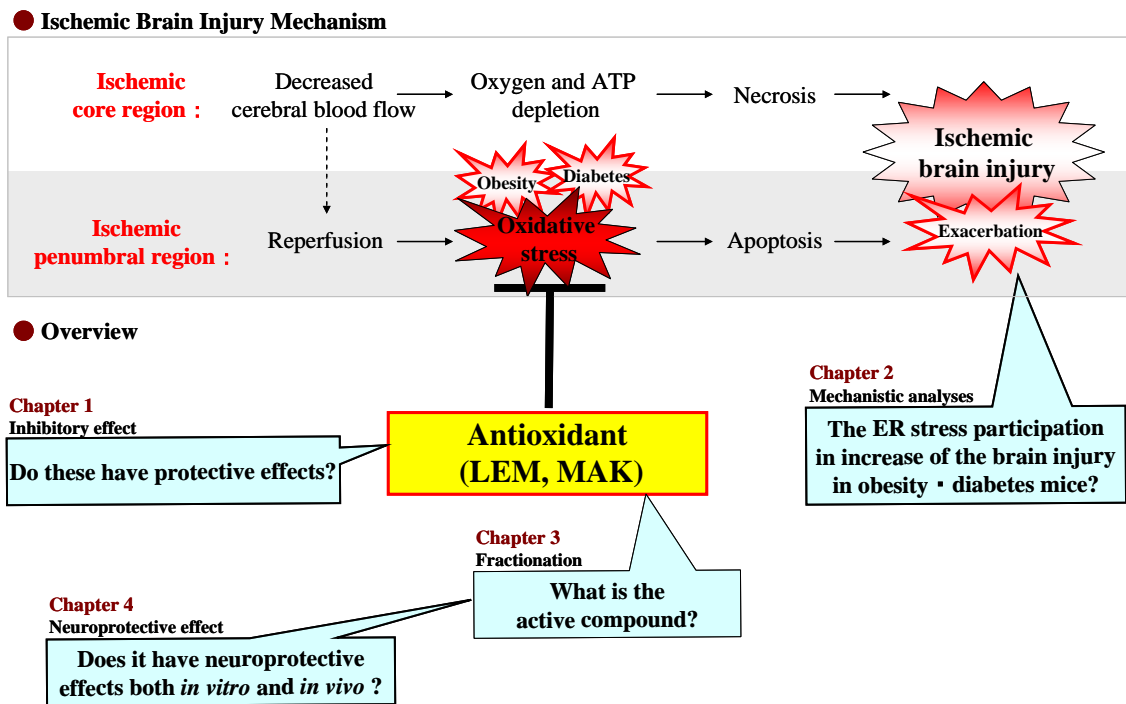 ● Ischemic Brain Injury Mechanism
Ischemic
core region :
Decreased
cerebral blood flow
Oxygen and ATP
depletion
Necrosis
Ischemic
brain injury
Obesity
Diabetes
Ischemic
penumbral region :
Reperfusion
Oxidative
stress
Apoptosis
Exacerbation
● Overview
Chapter 1
Inhibitory effect
Do these have protective effects?
Antioxidant
(LEM, MAK)
Chapter 2
Mechanistic analyses
The ER stress participation
in increase of the brain injury
in obesity・diabetes mice?
Chapter 3
Fractionation
What is the
active compound?
Chapter 4
Neuroprotective effect
Does it have neuroprotective
effects both in vitro and in vivo ?